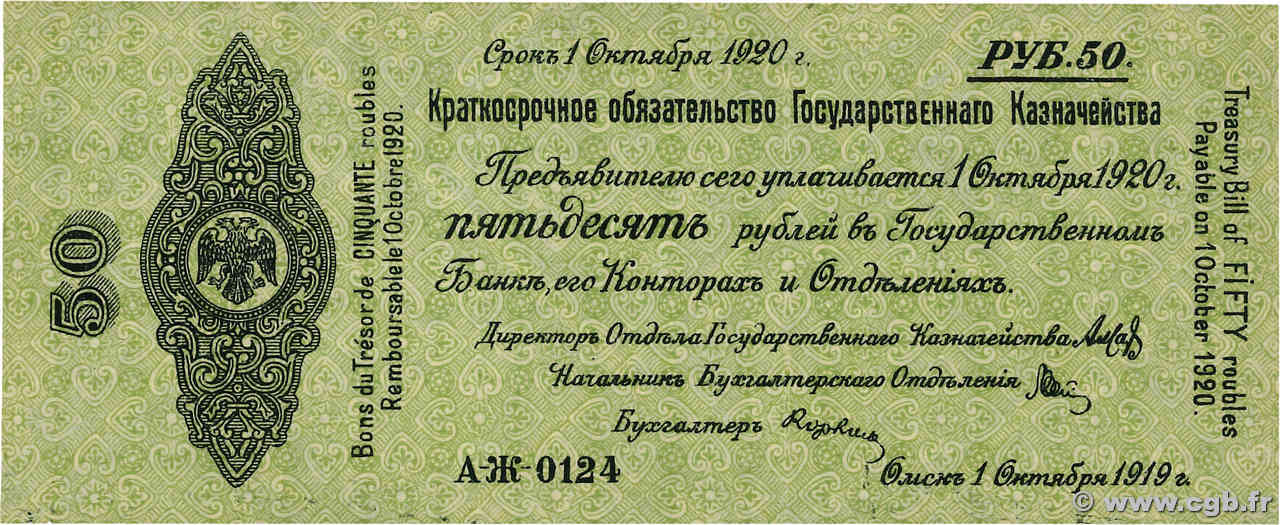 50
Bons du Trésor de CINQUANTE roubles
Remboursable le 1 Octobre 1920.
Срокъ 1 Октября 1920 г.
РУБ. 50.
Краткосрочное обязательство Государственнаго Казначейства
Предъявителю сего уплачивается 1 Октября 1920 г.
пятьдесятъ рублей въ Государственномъ
Банкѣ, его Конторахъ и Отдѣленіяхъ.
Директоръ Отдѣла Государственнаго Казначейства
Начальникъ Бухгалтерскаго Отдѣленія
Бухгалтеръ
А-Ж-0124
Омскъ 1 Октября 1919 г.
Treasury Bill of FiFTY roubles
Payable on 1 October 1920.
© www.cgb.fr